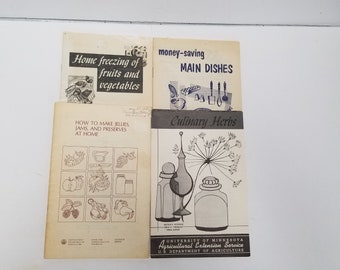 Home freezing of
fruits and
vegetables
money-saving
MAIN DISHES
HOW TO MAKE JELLIES,
JAMS, AND PRESERVES
AT HOME
Culinary Herbs
UNIVERSITY OF MINNESOTA
Agricultural Extension Service
U.S. DEPARTMENT OF AGRICULTURE